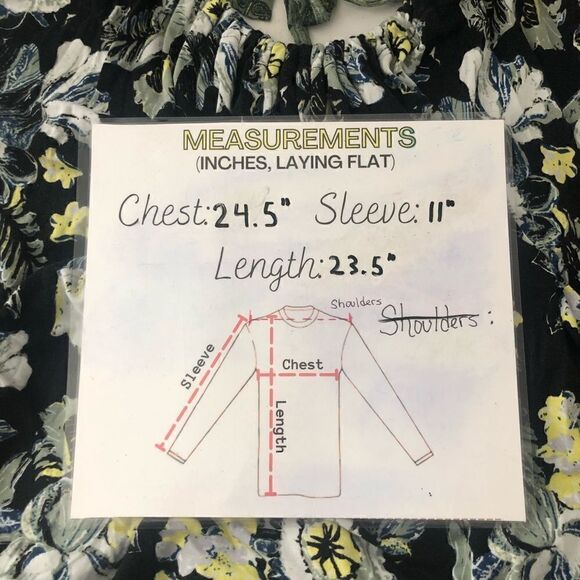 MEASUREMENTS
(INCHES, LAYING FLAT)
Chest: 24.5" Sleeve: 11"
Length: 23.5"
Shoulders
Shoulders:
Sleeve
Chest
Length